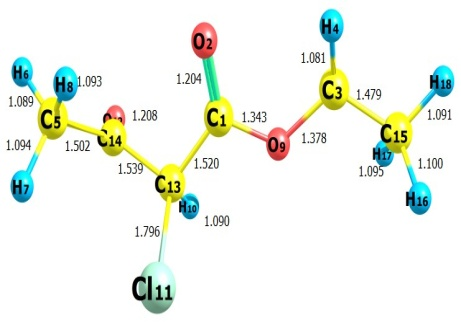 O2
H4
1.081
H6
H8
1.093
1.204
C3
1.479
H18
1.089
1.208
C1
1.343
1.091
C5
1.378
C15
1.094
1.502
C14
O9
H17
1.100
1.539
1.520
1.095
H7
C13
H10
1.090
H16
1.796
Cl11